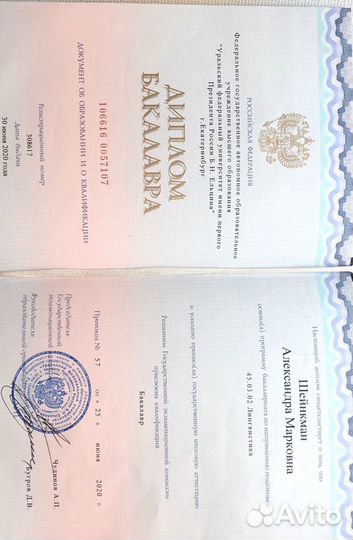 РОССИЙСКАЯ ФЕДЕРАЦИЯ
Федеральное государственное автономное образовательное
учреждение высшего образования
"Уральский федеральный университет имени первого
Президента России Б.Н. Ельцина"
г.Екатеринбург
ДИПЛОМ
БАКАЛАВРА
106616 0057107
ДОКУМЕНТ ОБ ОБРАЗОВАНИИ И О КВАЛИФИКАЦИИ
Регистрационный номер
308617
Дата выдачи
30 июня 2020 года
Настоящий диплом свидетельствует о том, что
Шейнкман
Александра Марковна
освоил(а) программу бакалавриата по направлению подготовки
45.03.02 Лингвистика
и успешно прошел(ла) государственную итоговую аттестацию
Решением Государственной экзаменационной комиссии
присвоена квалификация
Бакалавр
Протокол № 57 от « 25 » июня 2020 г.
Председатель
Государственной
экзаменационной
Чудинов А.П.
Руководитель
образовательной
Бугров Д.В.
Avito